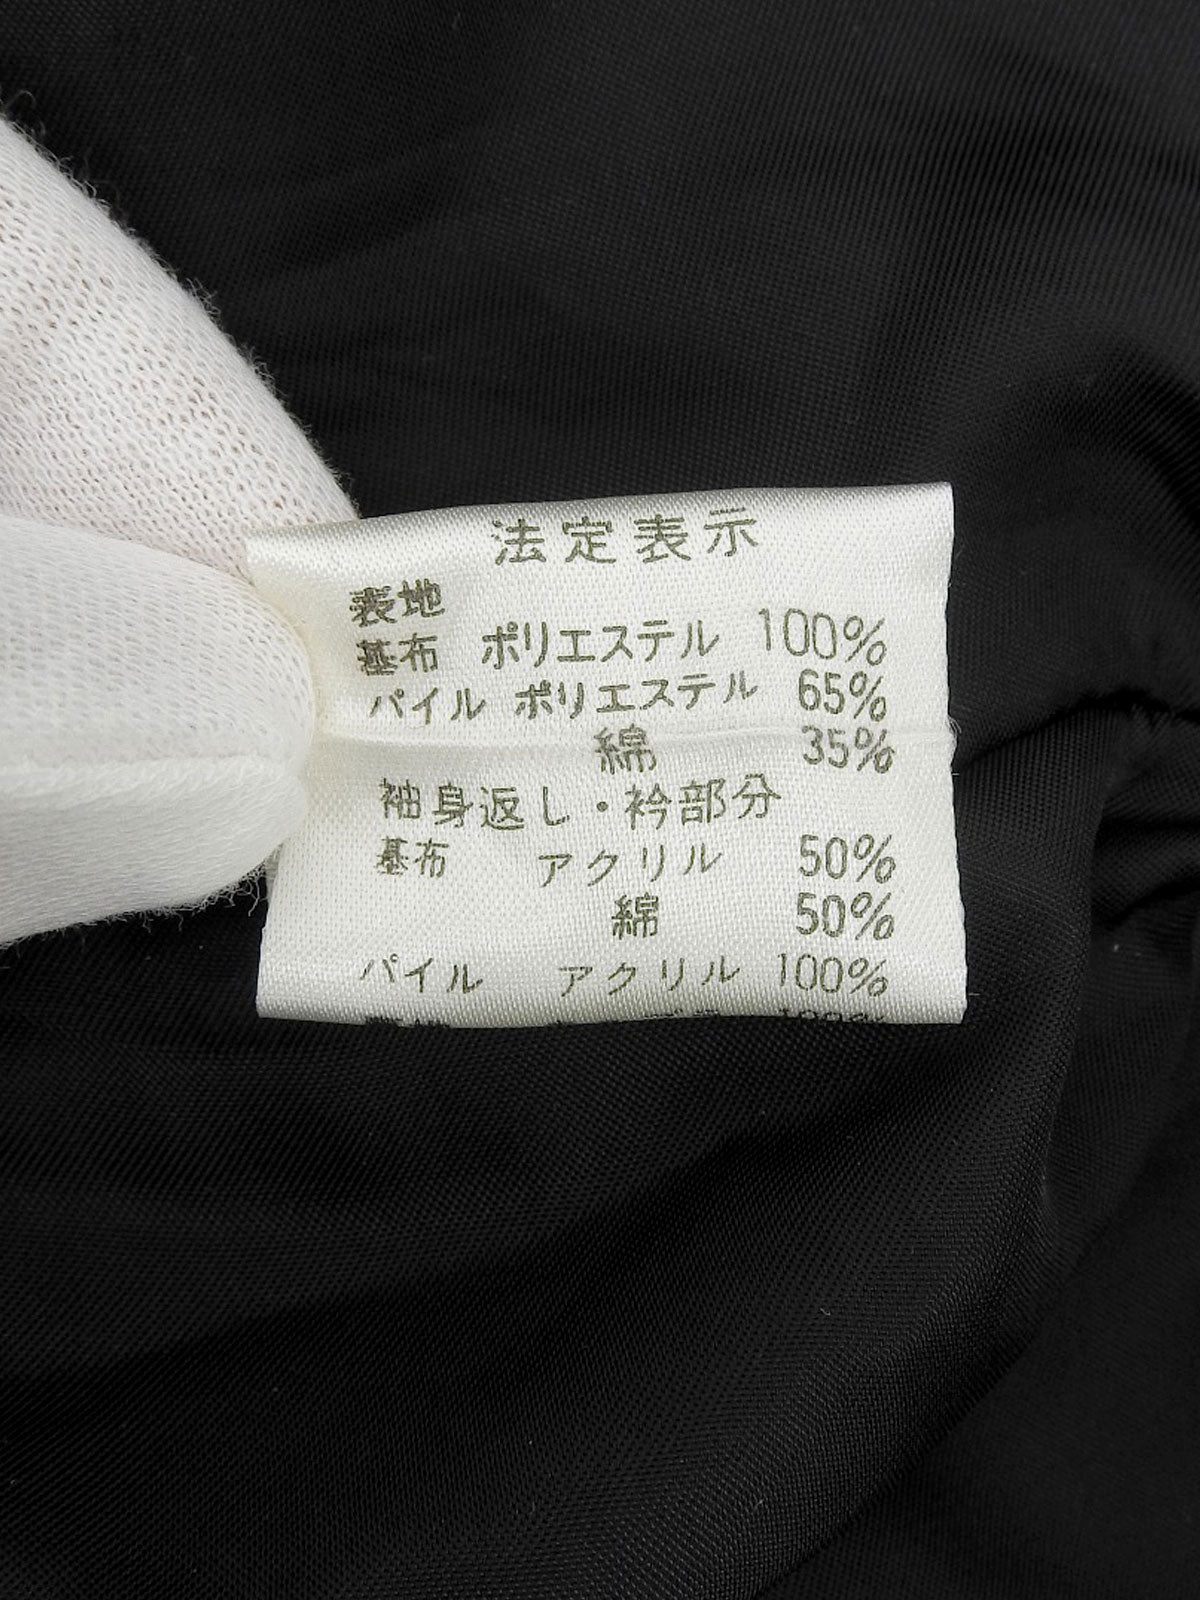 法定表示
表地
基布 ポリエステル 100%
パイル ポリエステル 65%
綿 35%
袖身返し・衿部分
基布 アクリル 50%
綿 50%
パイル アクリル 100%